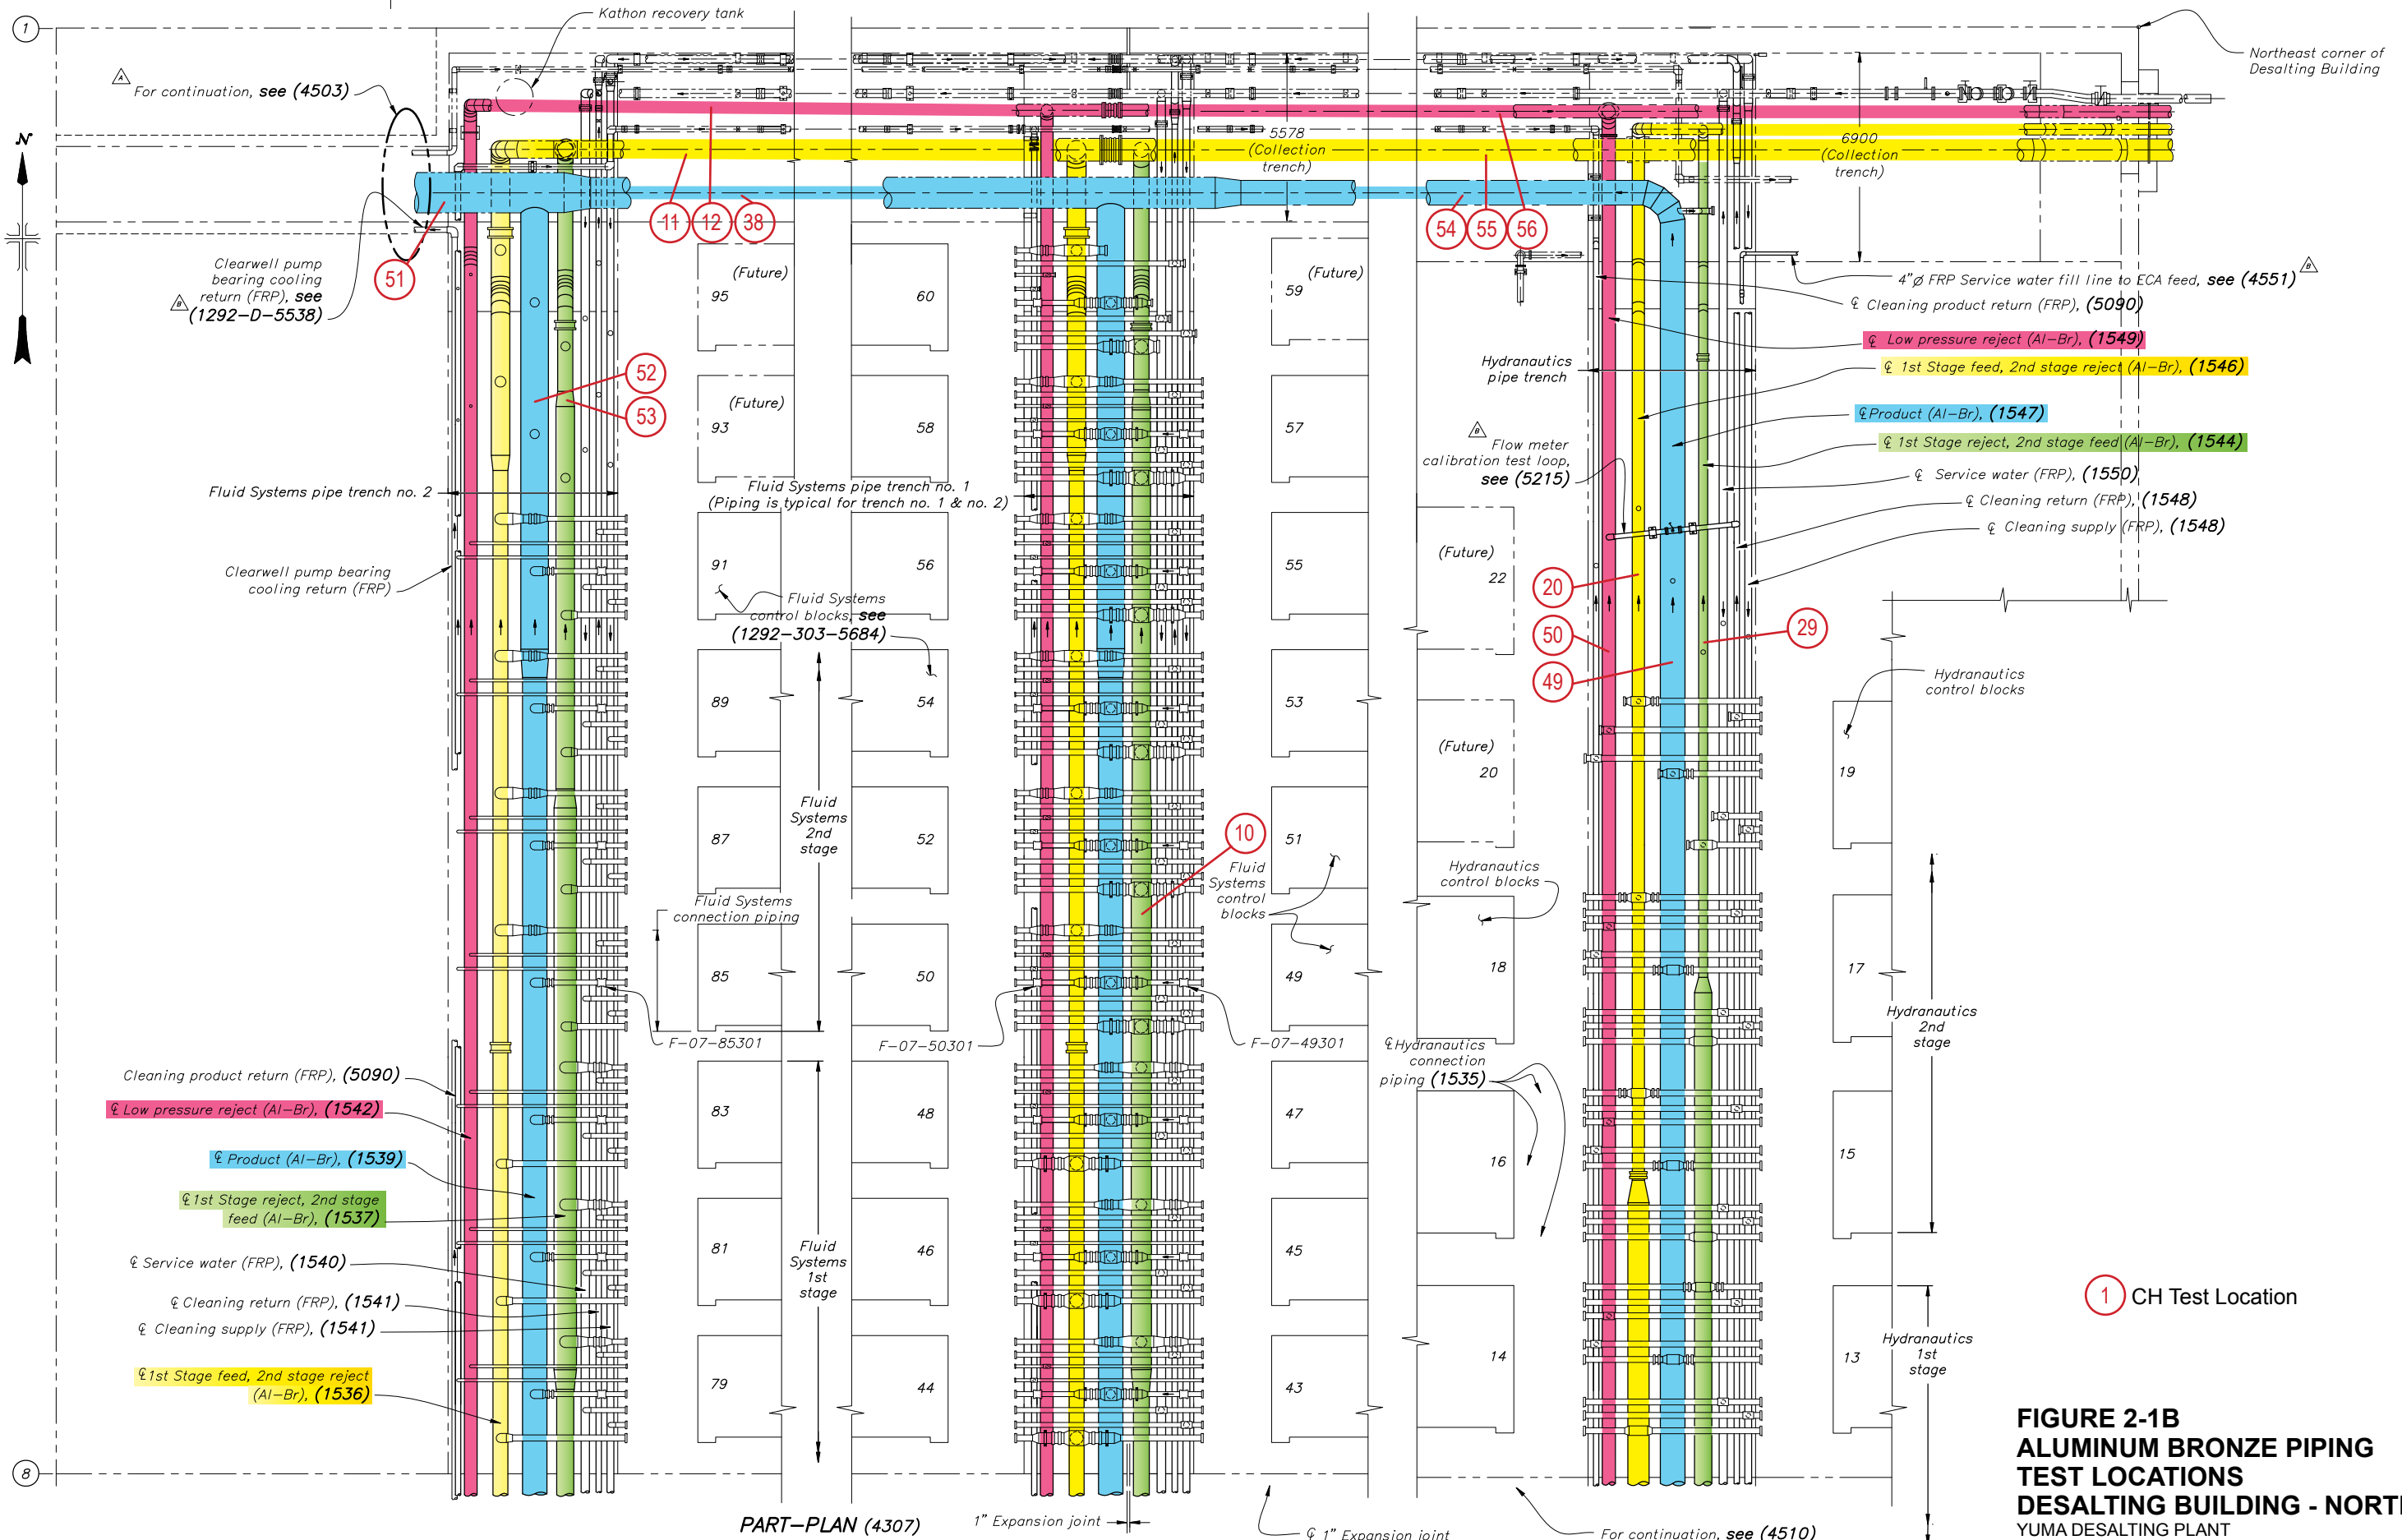 1
Kathon recovery tank
Northeast corner of
Desalting Building
A
For continuation, see (4503)
N
5578
(Collection
trench)
6900
(Collection
trench)
11
12
38
54
55
56
51
Clearwell pump
bearing cooling
return (FRP), see
B
(1292-D-5538)
(Future)
95
60
59
(Future)
4"Ø FRP Service water fill line to ECA feed, see (4551)
B
℄ Cleaning product return (FRP), (5090)
℄ Low pressure reject (Al-Br), (1549)
Hydranautics
pipe trench
℄ 1st Stage feed, 2nd stage reject (Al-Br), (1546)
52
53
(Future)
93
58
57
℄ Product (Al-Br), (1547)
B
Flow meter
calibration test loop,
see (5215)
℄ 1st Stage reject, 2nd stage feed (Al-Br), (1544)
℄ Service water (FRP), (1550)
℄ Cleaning return (FRP), (1548)
℄ Cleaning supply (FRP), (1548)
Fluid Systems pipe trench no. 2
Fluid Systems pipe trench no. 1
(Piping is typical for trench no. 1 & no. 2)
91
56
55
(Future)
22
Clearwell pump bearing
cooling return (FRP)
Fluid Systems
control blocks, see
(1292-303-5684)
20
50
49
29
Hydranautics
control blocks
89
54
53
(Future)
20
19
Fluid
Systems
2nd
stage
87
52
51
10
Fluid
Systems
control
blocks
Hydranautics
control blocks
Fluid Systems
connection piping
85
50
49
18
17
Hydranautics
2nd
stage
F-07-85301
F-07-50301
F-07-49301
℄ Hydranautics
connection
piping (1535)
Cleaning product return (FRP), (5090)
℄ Low pressure reject (Al-Br), (1542)
83
48
47
16
15
℄ Product (Al-Br), (1539)
℄ 1st Stage reject, 2nd stage
feed (Al-Br), (1537)
℄ Service water (FRP), (1540)
℄ Cleaning return (FRP), (1541)
℄ Cleaning supply (FRP), (1541)
81
46
45
Fluid
Systems
1st
stage
1 CH Test Location
℄ 1st Stage feed, 2nd stage reject
(Al-Br), (1536)
79
44
43
14
13
Hydranautics
1st
stage
8
PART-PLAN (4307)
1" Expansion joint
℄ 1" Expansion joint
For continuation, see (4510)
FIGURE 2-1B
ALUMINUM BRONZE PIPING
TEST LOCATIONS
DESALTING BUILDING - NORT
YUMA DESALTING PLANT